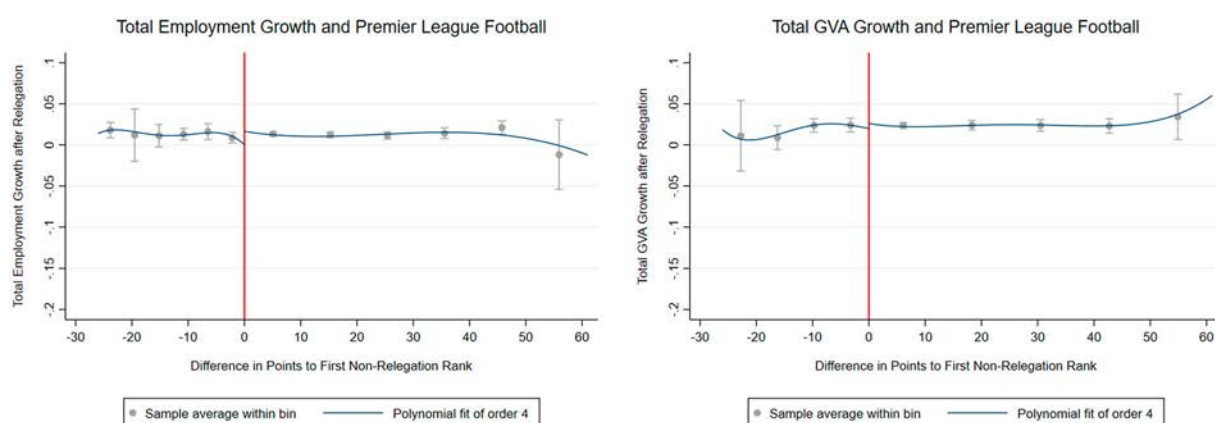 Total Employment Growth and Premier League Football
Total Employment Growth after Relegation
.1
.05
0
-.05
-.1
-.15
-.2
-30 -20 -10 0 10 20 30 40 50 60
Difference in Points to First Non-Relegation Rank
Sample average within bin Polynomial fit of order 4
Total GVA Growth and Premier League Football
Total GVA Growth after Relegation
.1
.05
0
-.05
-.1
-.15
-.2
-30 -20 -10 0 10 20 30 40 50 60
Difference in Points to First Non-Relegation Rank
Sample average within bin Polynomial fit of order 4